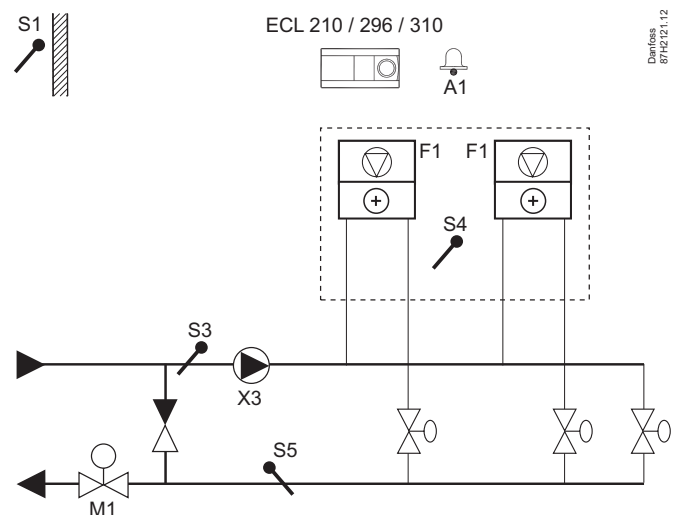 S1
ECL 210 / 296 / 310
A1
Danfoss
87H2121.12
F1
F1
S4
S3
X3
S5
M1